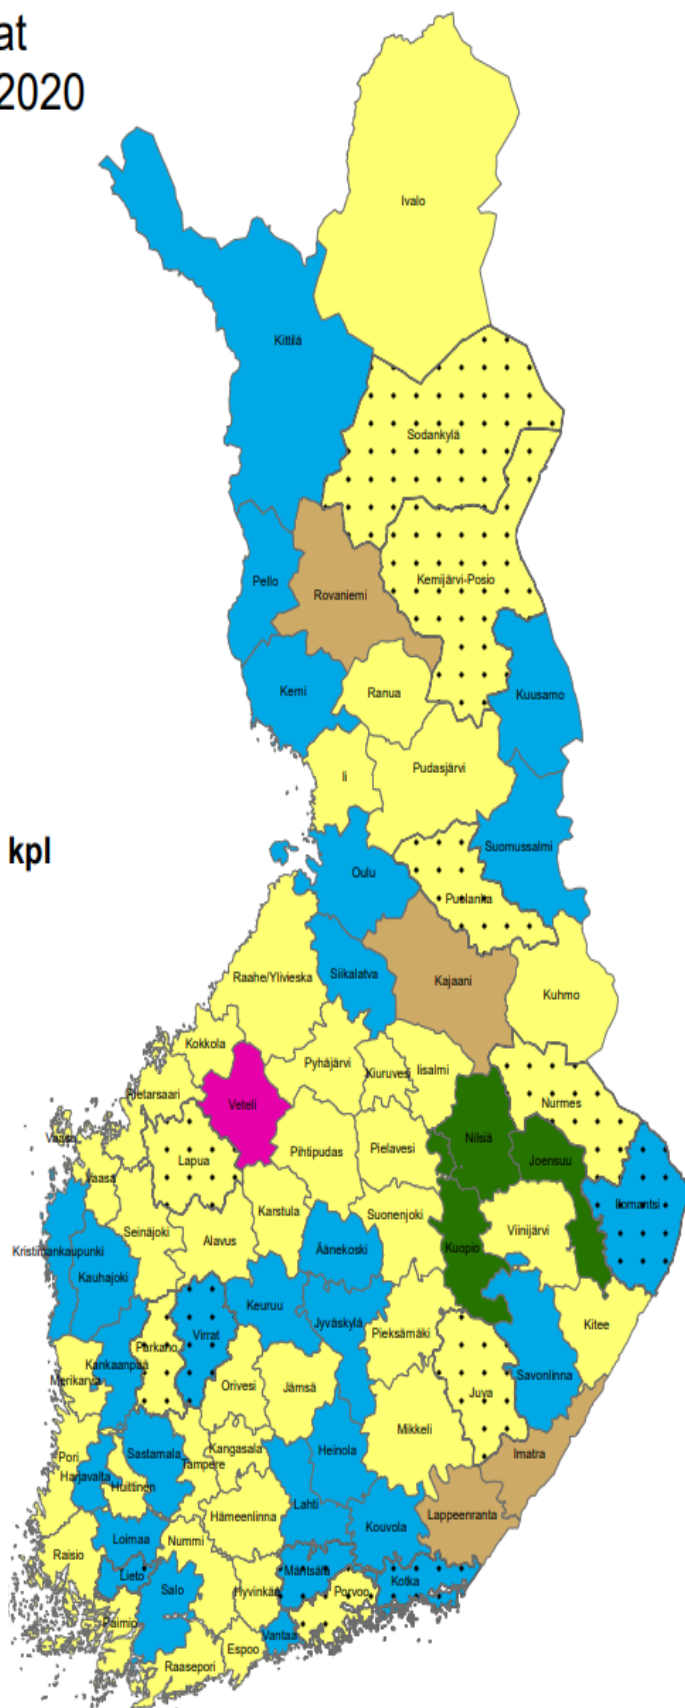 at
2020
Ivalo
Kittilä
Sodankylä
Pello
Rovaniemi
Kemijärvi-Posio
Kemi
Ranua
Kuusamo
Ii
Pudasjärvi
kpl
Oulu
Suomussalmi
Puolanka
Raahe/Ylivieska
Siikalatva
Kajaani
Kuhmo
Kokkola
Pyhäjärvi
Kiuruvesi
Iisalmi
Pietarsaari
Veteli
Nurmes
Vaasa
Lapua
Pihtipudas
Pielavesi
Nilsiä
Joensuu
Vaasa
Ilomantsi
Seinäjoki
Karstula
Suonenjoki
Viinijärvi
Kristiinankaupunki
Alavus
Äänekoski
Kuopio
Kauhajoki
Keuruu
Jyväskylä
Kitee
Virrat
Pieksämäki
Parkano
Kankaanpää
Savonlinna
Merikarvia
Orivesi
Jämsä
Juva
Mikkeli
Pori
Sastamala
Kangasala
Heinola
Imatra
Tampere
Harjavalta
Huittinen
Lahti
Hämeenlinna
Lappeenranta
Kouvola
Loimaa
Nummi
Raisio
Lieto
Mäntsälä
Salo
Hyvinkää
Porvoo
Kotka
Paimio
Vantaa
Espoo
Raasepori